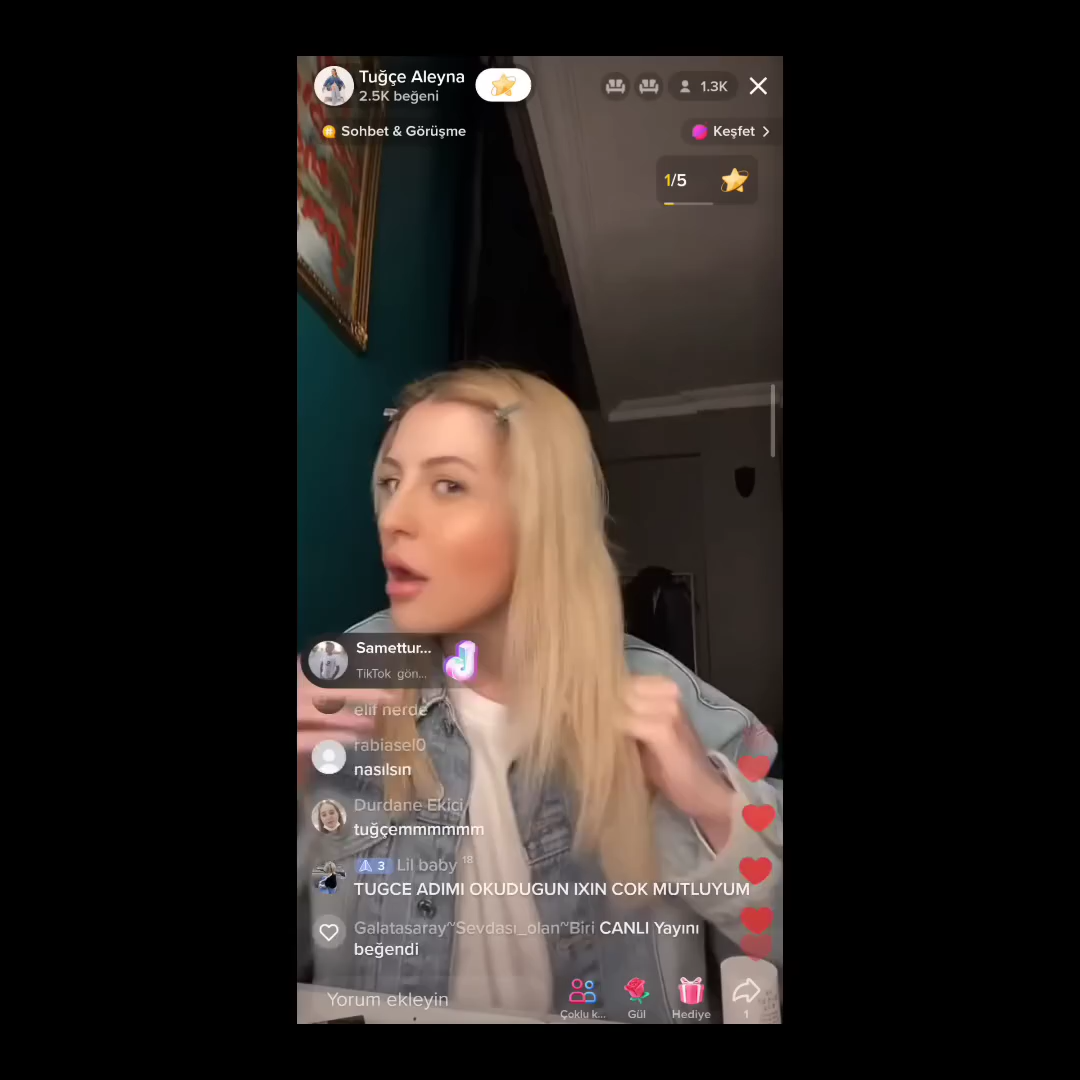 Tuğçe Aleyna
2.5K beğeni
1.3K
Sohbet & Görüşme
Keşfet
1/5
Samettur...
TikTok gön...
elif nerde
rabiasel0
nasılsın
Durdane Ekici
tuğçemmmmmm
3 Lil baby 18
TUGCE ADIMI OKUDUGUN IXIN COK MUTLUYUM
Galatasaray~Sevdası_olan~Biri CANLI Yayını
beğendi
Yorum ekleyin
Çoklu k...
Gül
Hediye
1